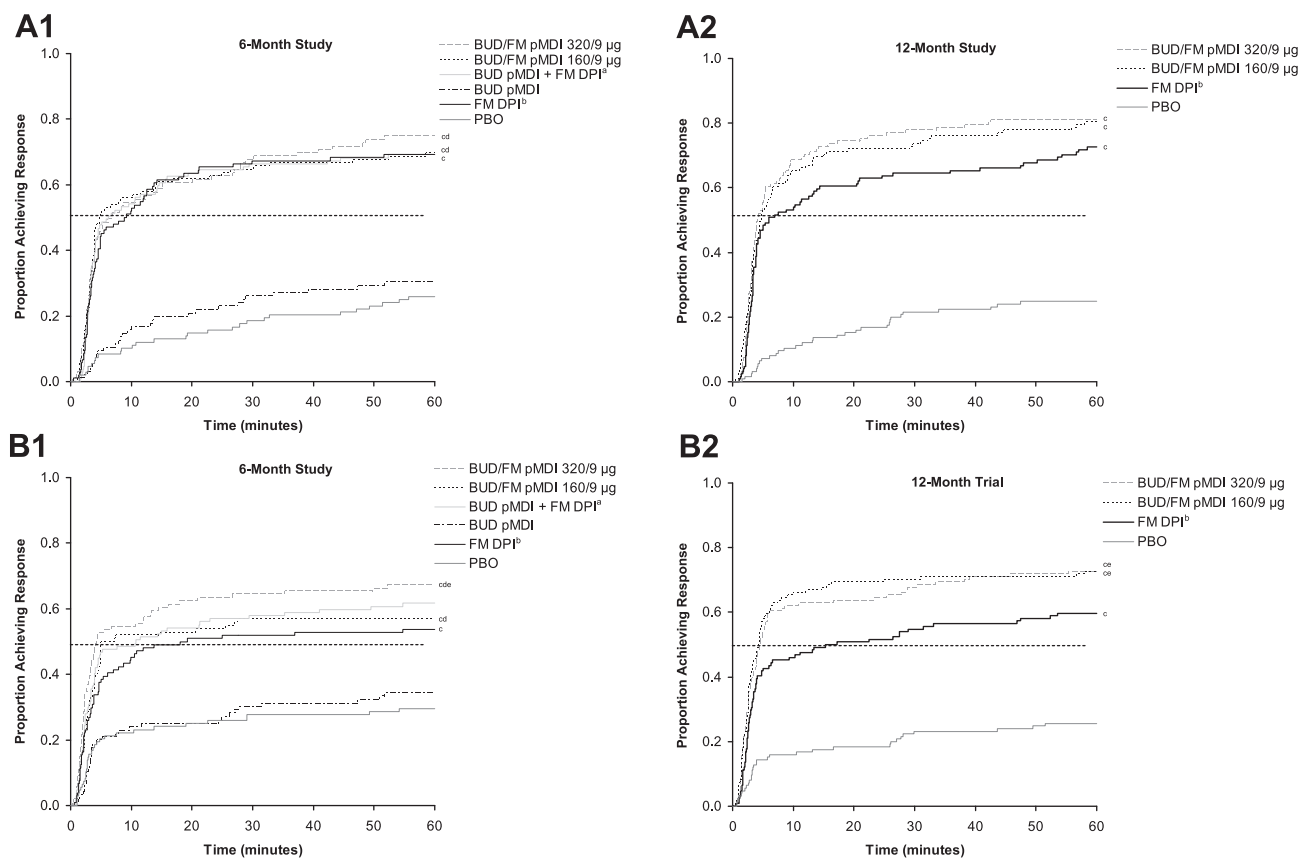 A1
6-Month Study
BUD/FM pMDI 320/9 µg
BUD/FM pMDI 160/9 µg
BUD pMDI + FM DPIᵃ
BUD pMDI
FM DPIᵇ
PBO
Proportion Achieving Response
1.0
0.8
0.6
0.4
0.2
0.0
cd
cd
c
0 10 20 30 40 50 60
Time (minutes)
A2
12-Month Study
BUD/FM pMDI 320/9 µg
BUD/FM pMDI 160/9 µg
FM DPIᵇ
PBO
Proportion Achieving Response
1.0
0.8
0.6
0.4
0.2
0.0
c
c
c
0 10 20 30 40 50 60
Time (minutes)
B1
6-Month Study
BUD/FM pMDI 320/9 µg
BUD/FM pMDI 160/9 µg
BUD pMDI + FM DPIᵃ
BUD pMDI
FM DPIᵇ
PBO
Proportion Achieving Response
1.0
0.8
0.6
0.4
0.2
0.0
cde
cd
c
0 10 20 30 40 50 60
Time (minutes)
B2
12-Month Trial
BUD/FM pMDI 320/9 µg
BUD/FM pMDI 160/9 µg
FM DPIᵇ
PBO
Proportion Achieving Response
1.0
0.8
0.6
0.4
0.2
0.0
ce
ce
c
0 10 20 30 40 50 60
Time (minutes)